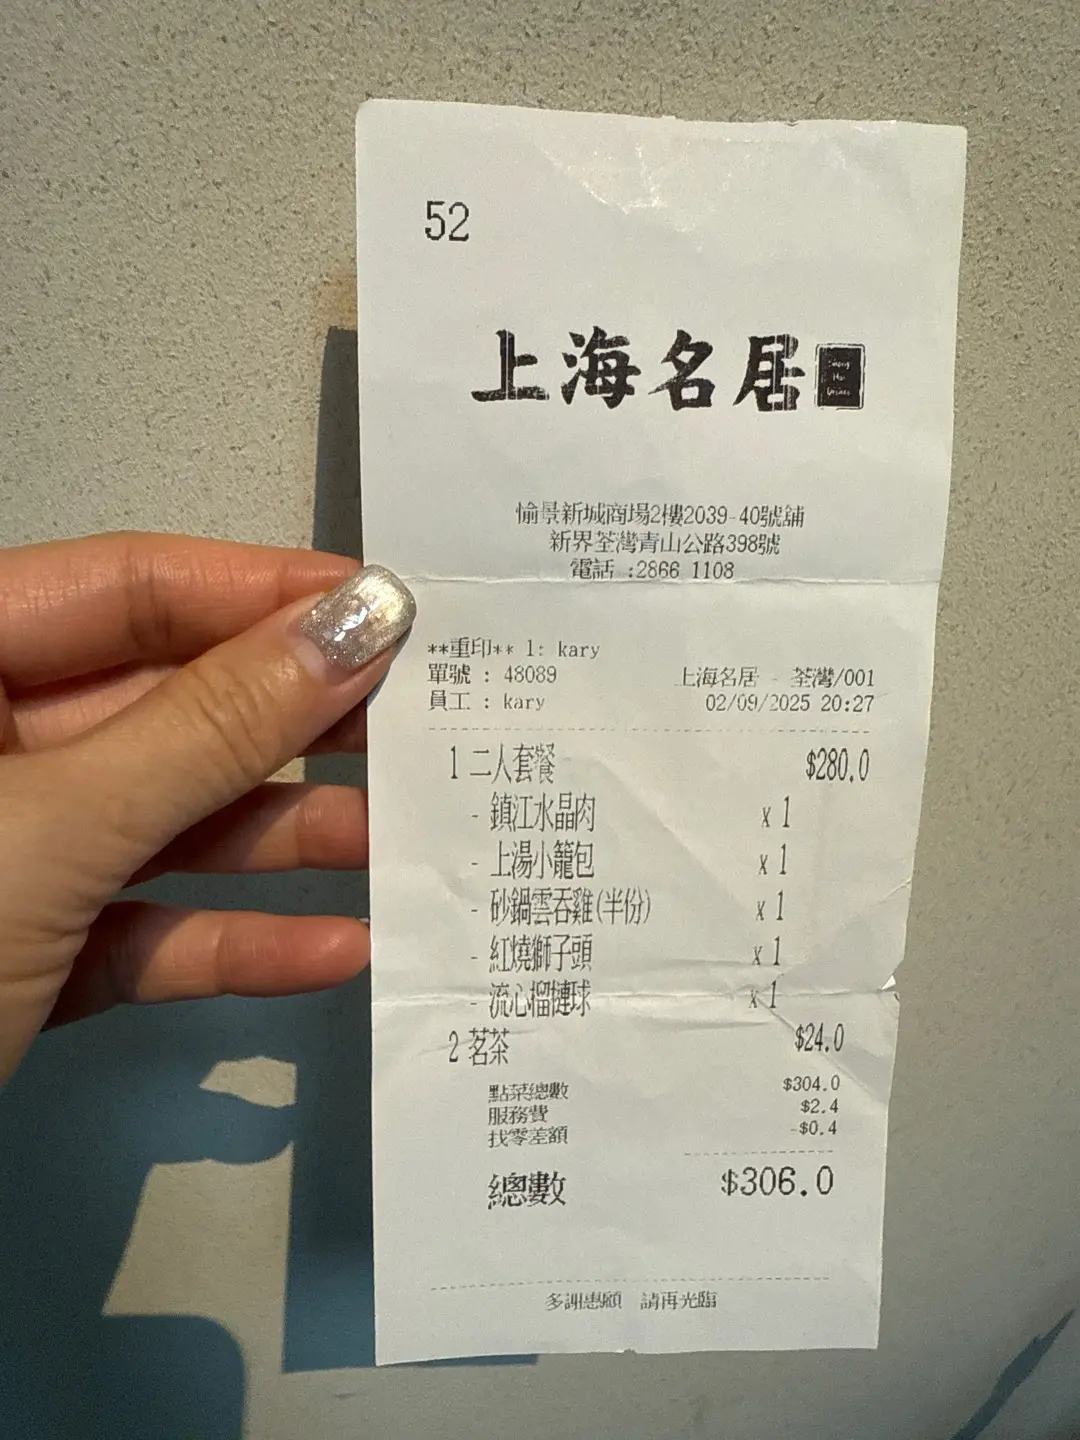 52
上海名居
愉景新城商場2樓2039-40號舖
新界荃灣青山公路398號
電話 :2866 1108
**重印** 1: kary
單號 : 48089
上海名居 - 荃灣/001
員工 : kary
02/09/2025 20:27
1 二人套餐 $280.0
- 鎮江水晶肉 x 1
- 上湯小籠包 x 1
- 砂鍋雲吞雞(半份) x 1
- 紅燒獅子頭 x 1
- 流心榴槤球 x 1
2 茗茶 $24.0
點菜總數 $304.0
服務費 $2.4
找零差額 -$0.4
總數 $306.0
多謝惠顧 請再光臨